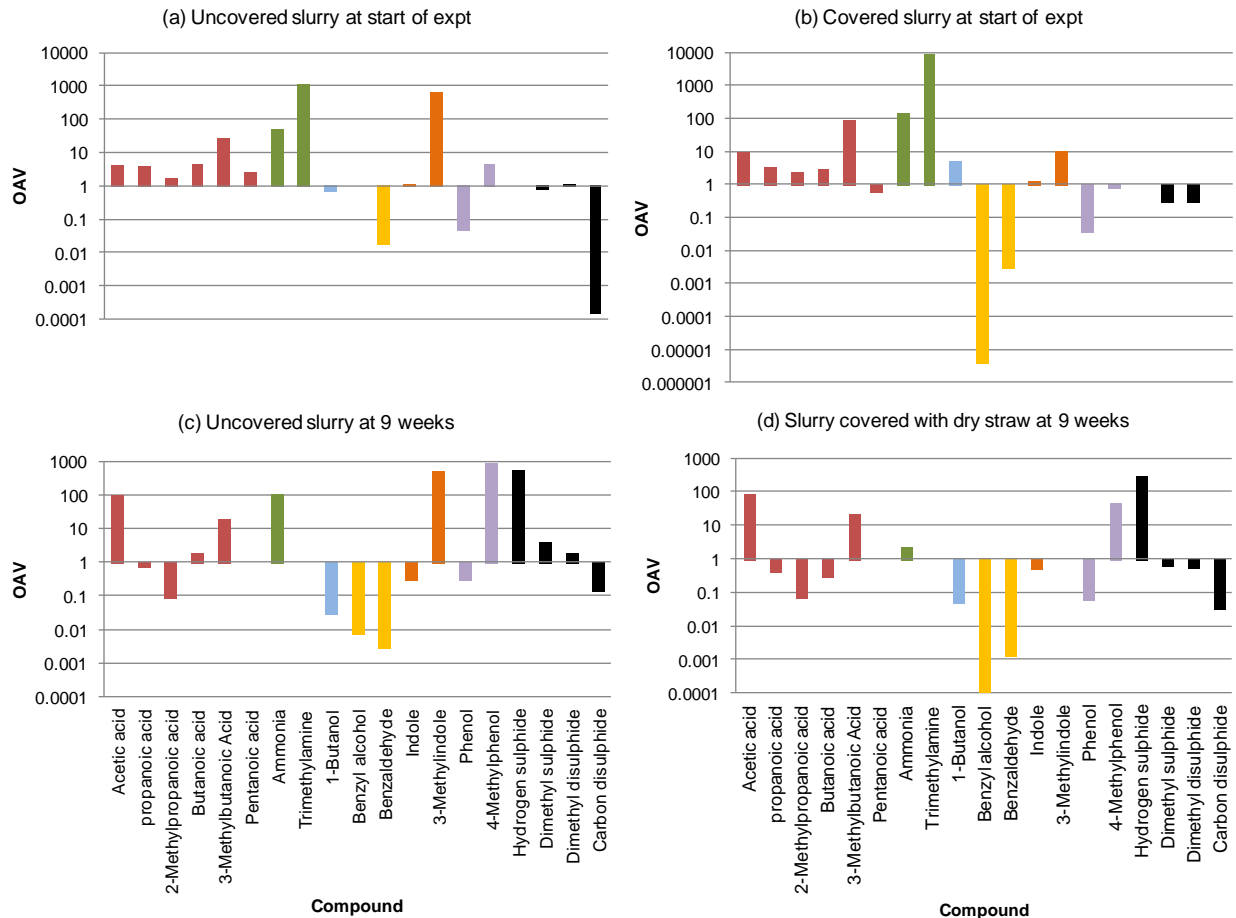 (a) Uncovered slurry at start of expt
10000
1000
100
10
1
0.1
0.01
0.001
0.0001
OAV
(b) Covered slurry at start of expt
10000
1000
100
10
1
0.1
0.01
0.001
0.0001
0.00001
0.000001
OAV
(c) Uncovered slurry at 9 weeks
1000
100
10
1
0.1
0.01
0.001
0.0001
OAV
Acetic acid
propanoic acid
2-Methylpropanoic acid
Butanoic acid
3-Methylbutanoic Acid
Pentanoic acid
Ammonia
Trimethylamine
1-Butanol
Benzyl alcohol
Benzaldehyde
Indole
3-Methylindole
Phenol
4-Methylphenol
Hydrogen sulphide
Dimethyl sulphide
Dimethyl disulphide
Carbon disulphide
Compound
(d) Slurry covered with dry straw at 9 weeks
1000
100
10
1
0.1
0.01
0.001
0.0001
OAV
Acetic acid
propanoic acid
2-Methylpropanoic acid
Butanoic acid
3-Methylbutanoic Acid
Pentanoic acid
Ammonia
Trimethylamine
1-Butanol
Benzyl alcohol
Benzaldehyde
Indole
3-Methylindole
Phenol
4-Methylphenol
Hydrogen sulphide
Dimethyl sulphide
Dimethyl disulphide
Carbon disulphide
Compound